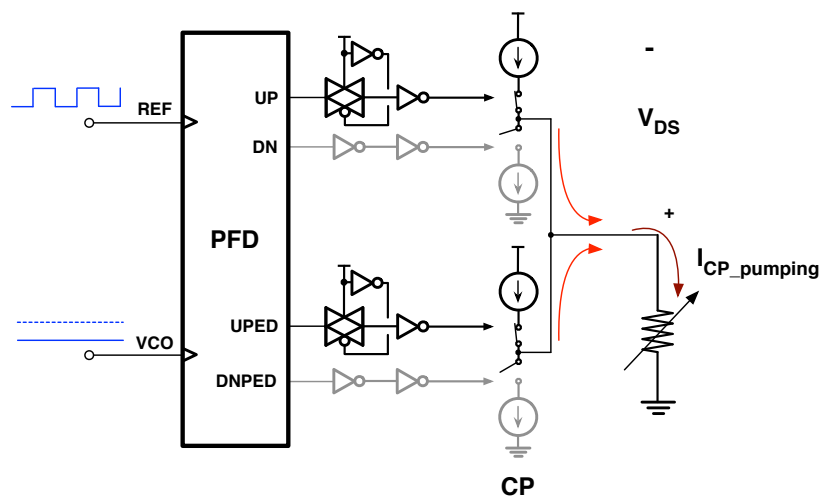 -
UP
REF
V_DS
DN
+
PFD
I_CP_pumping
UPED
VCO
DNPED
CP